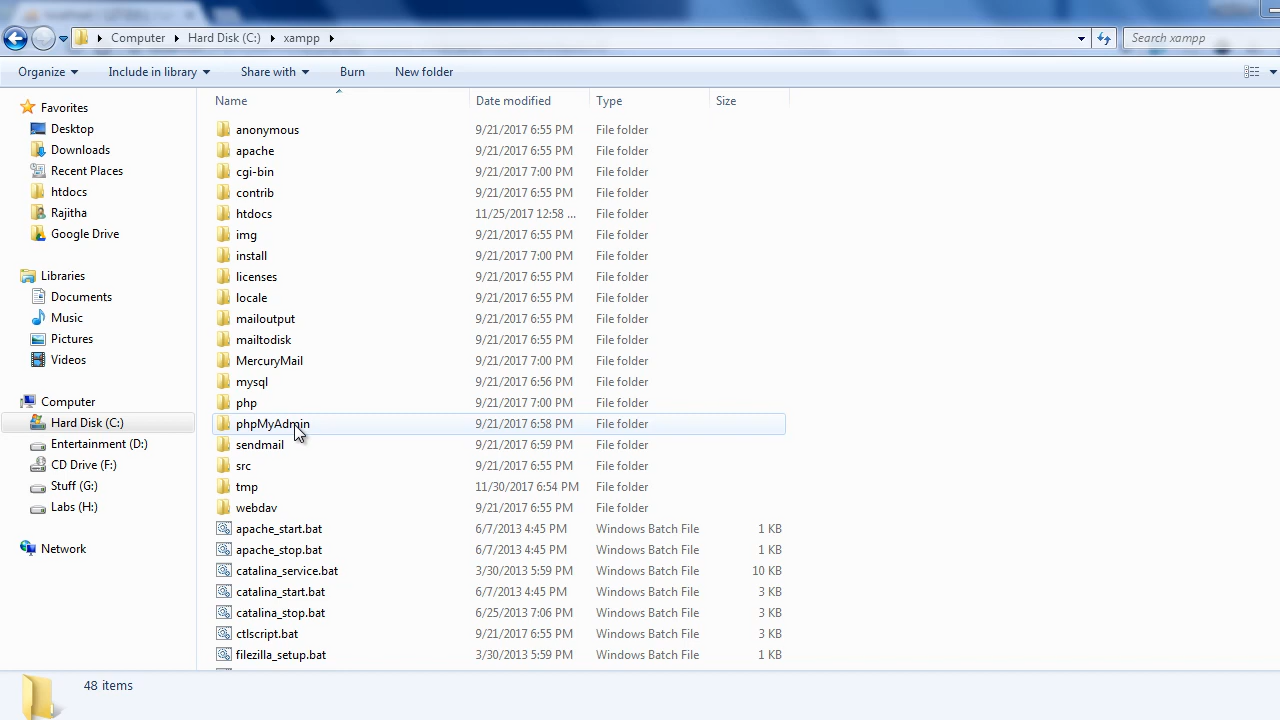 Computer Hard Disk (C:) xampp Search xampp
Organize Include in library Share with Burn New folder
Favorites
Desktop
Downloads
Recent Places
htdocs
Rajitha
Google Drive
Libraries
Documents
Music
Pictures
Videos
Computer
Hard Disk (C:)
Entertainment (D:)
CD Drive (F:)
Stuff (G:)
Labs (H:)
Network
Name Date modified Type Size
anonymous 9/21/2017 6:55 PM File folder
apache 9/21/2017 6:55 PM File folder
cgi-bin 9/21/2017 7:00 PM File folder
contrib 9/21/2017 6:55 PM File folder
htdocs 11/25/2017 12:58 ... File folder
img 9/21/2017 6:55 PM File folder
install 9/21/2017 7:00 PM File folder
licenses 9/21/2017 6:55 PM File folder
locale 9/21/2017 6:55 PM File folder
mailoutput 9/21/2017 6:55 PM File folder
mailtodisk 9/21/2017 6:55 PM File folder
MercuryMail 9/21/2017 7:00 PM File folder
mysql 9/21/2017 6:56 PM File folder
php 9/21/2017 7:00 PM File folder
phpMyAdmin 9/21/2017 6:58 PM File folder
sendmail 9/21/2017 6:59 PM File folder
src 9/21/2017 6:55 PM File folder
tmp 11/30/2017 6:54 PM File folder
webdav 9/21/2017 6:55 PM File folder
apache_start.bat 6/7/2013 4:45 PM Windows Batch File 1 KB
apache_stop.bat 6/7/2013 4:45 PM Windows Batch File 1 KB
catalina_service.bat 3/30/2013 5:59 PM Windows Batch File 10 KB
catalina_start.bat 6/7/2013 4:45 PM Windows Batch File 3 KB
catalina_stop.bat 6/25/2013 7:06 PM Windows Batch File 3 KB
ctlscript.bat 9/21/2017 6:55 PM Windows Batch File 3 KB
filezilla_setup.bat 3/30/2013 5:59 PM Windows Batch File 1 KB
48 items